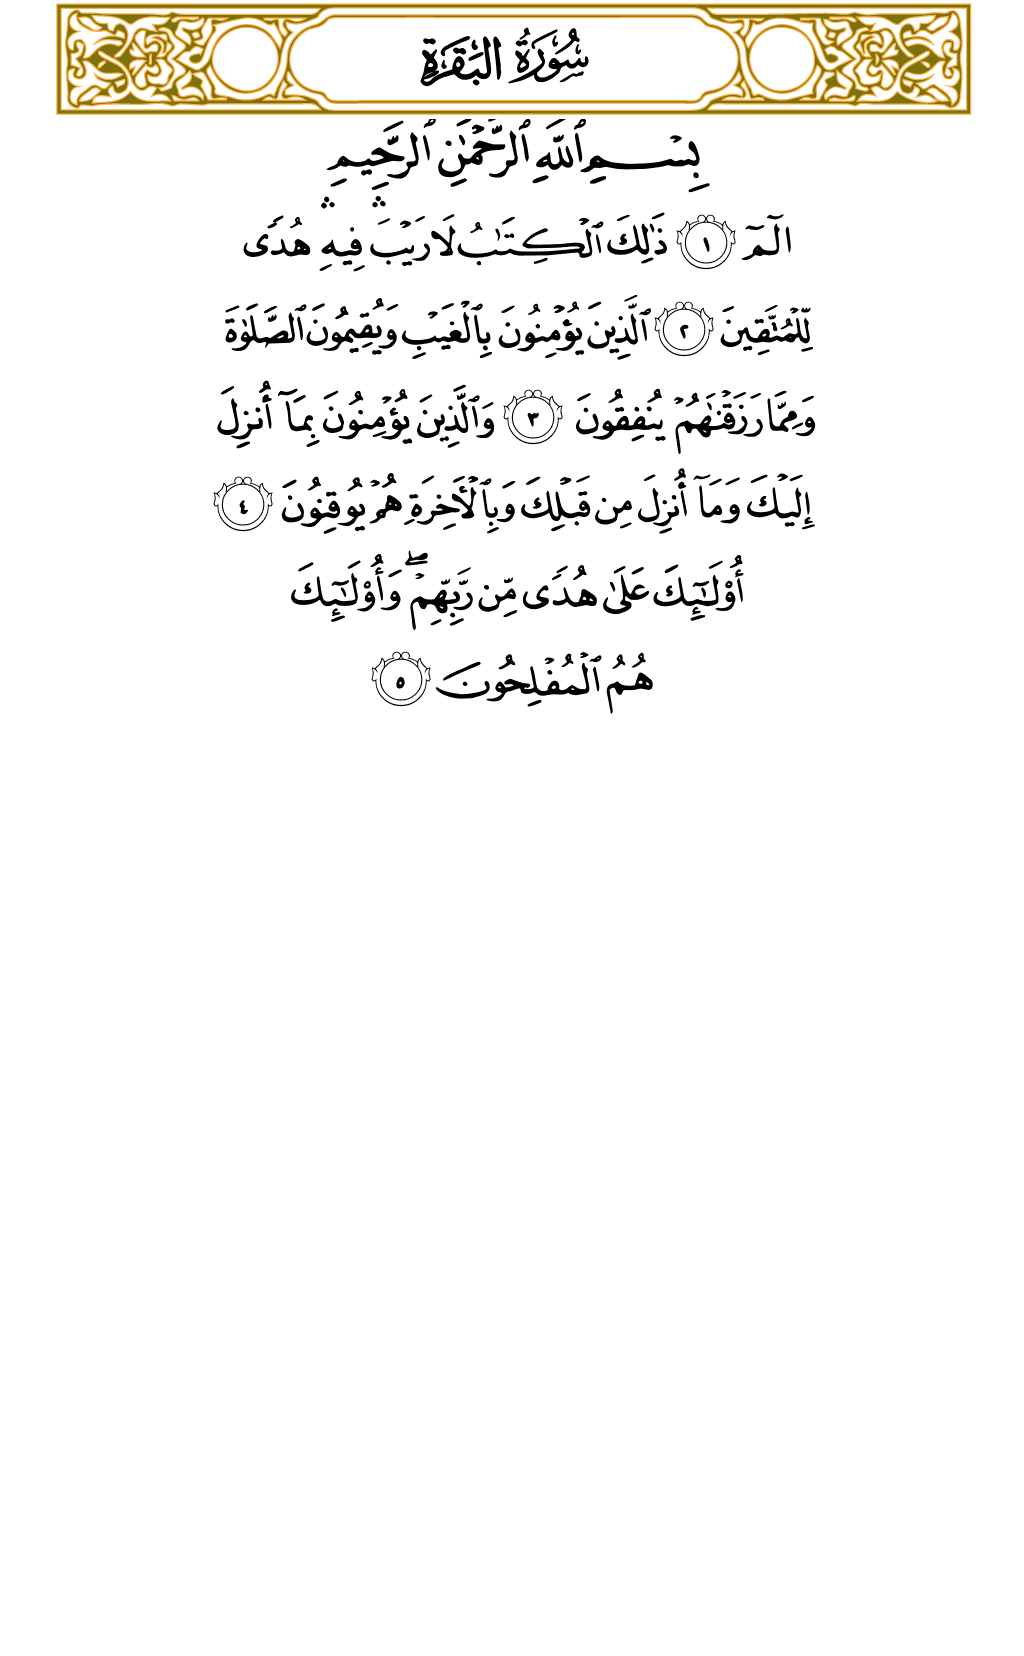 سُورَةُ البَقَرَةِ
بِسۡمِ ٱللَّهِ ٱلرَّحۡمَٰنِ ٱلرَّحِيمِ
الٓمٓ ١ ذَٰلِكَ ٱلۡكِتَٰبُ لَا رَيۡبَۛ فِيهِۛ هُدٗى
لِّلۡمُتَّقِينَ ٢ ٱلَّذِينَ يُؤۡمِنُونَ بِٱلۡغَيۡبِ وَيُقِيمُونَ ٱلصَّلَوٰةَ
وَمِمَّا رَزَقۡنَٰهُمۡ يُنفِقُونَ ٣ وَٱلَّذِينَ يُؤۡمِنُونَ بِمَآ أُنزِلَ
إِلَيۡكَ وَمَآ أُنزِلَ مِن قَبۡلِكَ وَبِٱلۡأٓخِرَةِ هُمۡ يُوقِنُونَ ٤
أُوْلَٰٓئِكَ عَلَىٰ هُدٗى مِّن رَّبِّهِمۡۖ وَأُوْلَٰٓئِكَ
هُمُ ٱلۡمُفۡلِحُونَ ٥